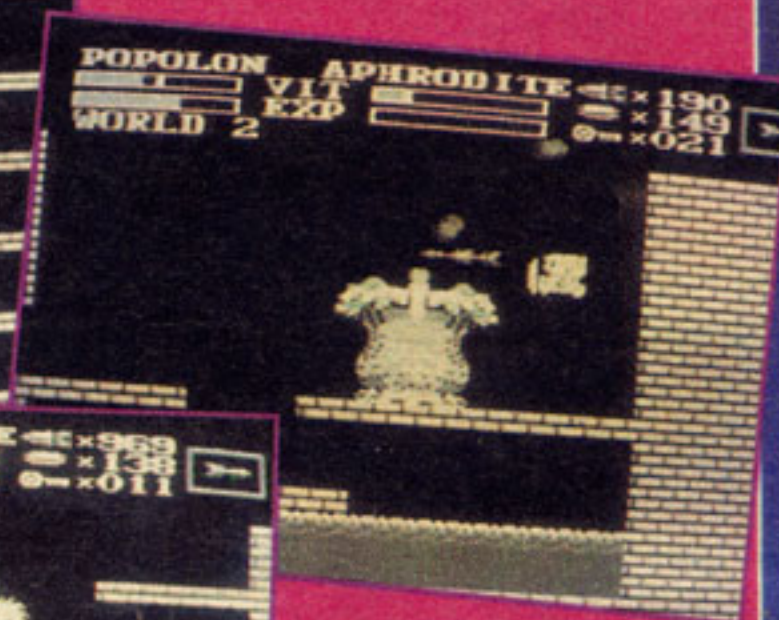 POPOLON APHRODITE ×190
VIT ×149
EXP ×021
WORLD 2
E ×969
×138
×011